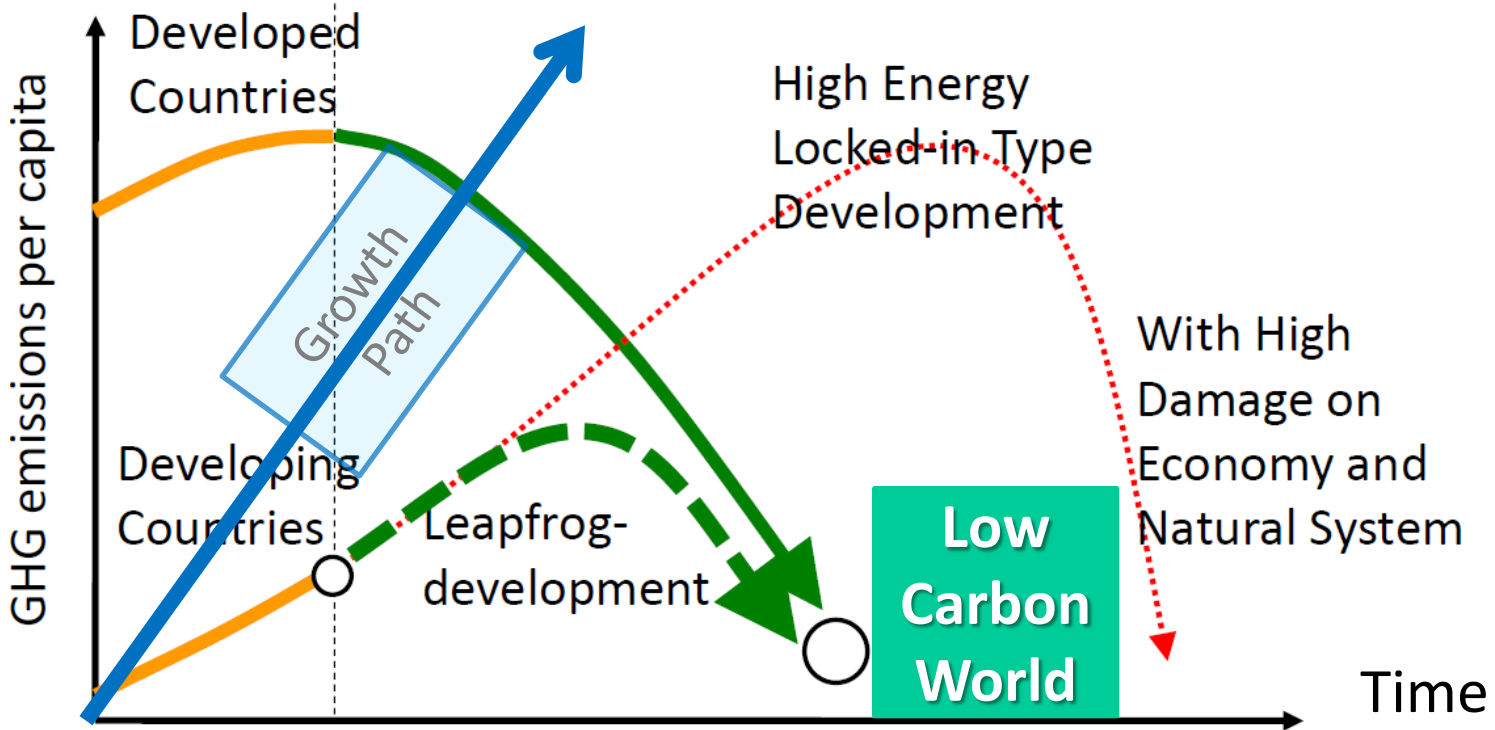 Developed
Countries
GHG emissions per capita
High Energy
Locked-in Type
Development
Growth
Path
With High
Damage on
Economy and
Natural System
Developing
Countries
Leapfrog-
development
Low
Carbon
World
Time